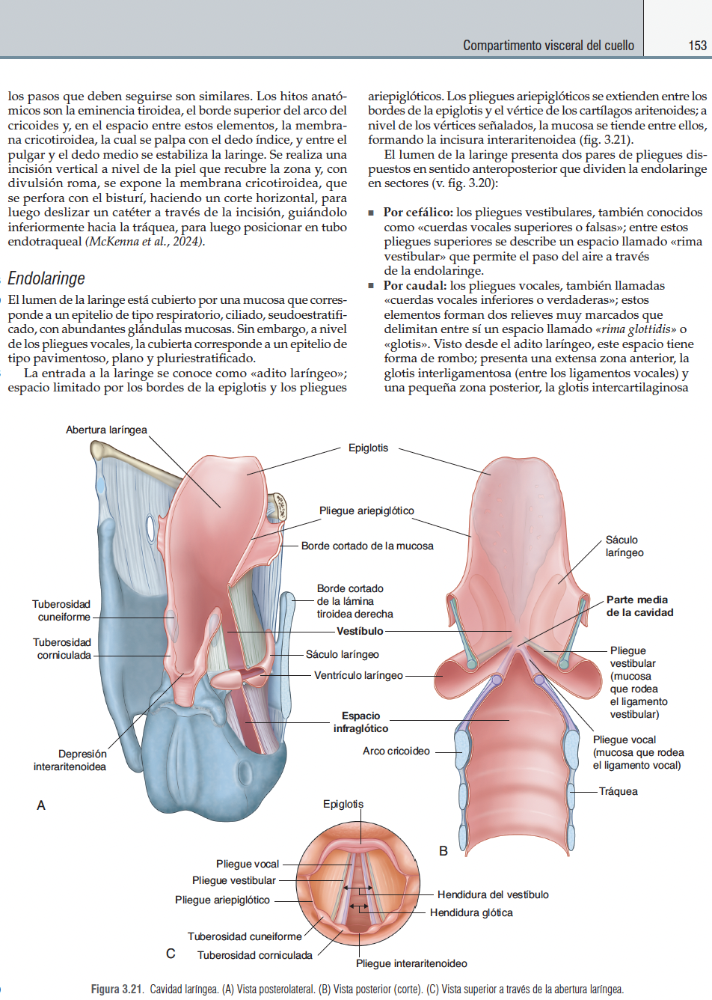 Compartimento visceral del cuello 153
los pasos que deben seguirse son similares. Los hitos anató-
micos son la eminencia tiroidea, el borde superior del arco del
cricoides y, en el espacio entre estos elementos, la membra-
na cricotiroidea, la cual se palpa con el dedo índice, y entre el
pulgar y el dedo medio se estabiliza la laringe. Se realiza una
incisión vertical a nivel de la piel que recubre la zona y, con
divulsión roma, se expone la membrana cricotiroidea, que
se perfora con el bisturí, haciendo un corte horizontal, para
luego deslizar un catéter a través de la incisión, guiándolo
inferiormente hacia la tráquea, para luego posicionar en tubo
endotraqueal (McKenna et al., 2024).
Endolaringe
El lumen de la laringe está cubierto por una mucosa que corres-
ponde a un epitelio de tipo respiratorio, ciliado, seudoestratifi-
cado, con abundantes glándulas mucosas. Sin embargo, a nivel
de los pliegues vocales, la cubierta corresponde a un epitelio de
tipo pavimentoso, plano y pluriestratificado.
La entrada a la laringe se conoce como «adito laríngeo»;
espacio limitado por los bordes de la epiglotis y los pliegues
ariepiglóticos. Los pliegues ariepiglóticos se extienden entre los
bordes de la epiglotis y el vértice de los cartílagos aritenoides; a
nivel de los vértices señalados, la mucosa se tiende entre ellos,
formando la incisura interaritenoidea (fig. 3.21).
El lumen de la laringe presenta dos pares de pliegues dis-
puestos en sentido anteroposterior que dividen la endolaringe
en sectores (v. fig. 3.20):
■ Por cefálico: los pliegues vestibulares, también conocidos
como «cuerdas vocales superiores o falsas»; entre estos
pliegues superiores se describe un espacio llamado «rima
vestibular» que permite el paso del aire a través
de la endolaringe.
■ Por caudal: los pliegues vocales, también llamadas
«cuerdas vocales inferiores o verdaderas»; estos
elementos forman dos relieves muy marcados que
delimitan entre sí un espacio llamado «rima glottidis» o
«glotis». Visto desde el adito laríngeo, este espacio tiene
forma de rombo; presenta una extensa zona anterior, la
glotis interligamentosa (entre los ligamentos vocales) y
una pequeña zona posterior, la glotis intercartilaginosa
Abertura laríngea
Epiglotis
Pliegue ariepiglótico
Borde cortado de la mucosa
Borde cortado
de la lámina
tiroidea derecha
Tuberosidad
cuneiforme
Vestíbulo
Tuberosidad
corniculada
Sáculo laríngeo
Ventrículo laríngeo
Espacio
infraglótico
Arco cricoideo
Depresión
interaritenoidea
A
Sáculo
laríngeo
Parte media
de la cavidad
Pliegue
vestibular
(mucosa
que rodea
el ligamento
vestibular)
Pliegue vocal
(mucosa que rodea
el ligamento vocal)
Tráquea
B
Epiglotis
Pliegue vocal
Pliegue vestibular
Pliegue ariepiglótico
Hendidura del vestíbulo
Hendidura glótica
Tuberosidad cuneiforme
Tuberosidad corniculada
Pliegue interaritenoideo
C
Figura 3.21. Cavidad laríngea. (A) Vista posterolateral. (B) Vista posterior (corte). (C) Vista superior a través de la abertura laríngea.